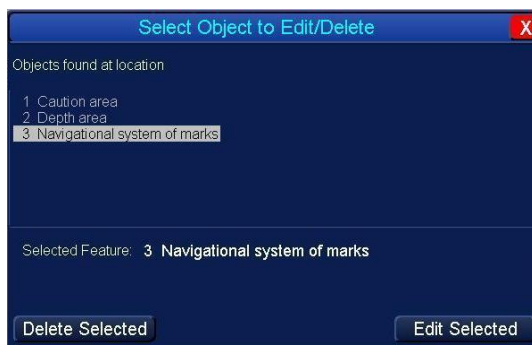 Select Object to Edit/Delete X
Objects found at location
1 Caution area
2 Depth area
3 Navigational system of marks
Selected Feature: 3 Navigational system of marks
Delete Selected Edit Selected